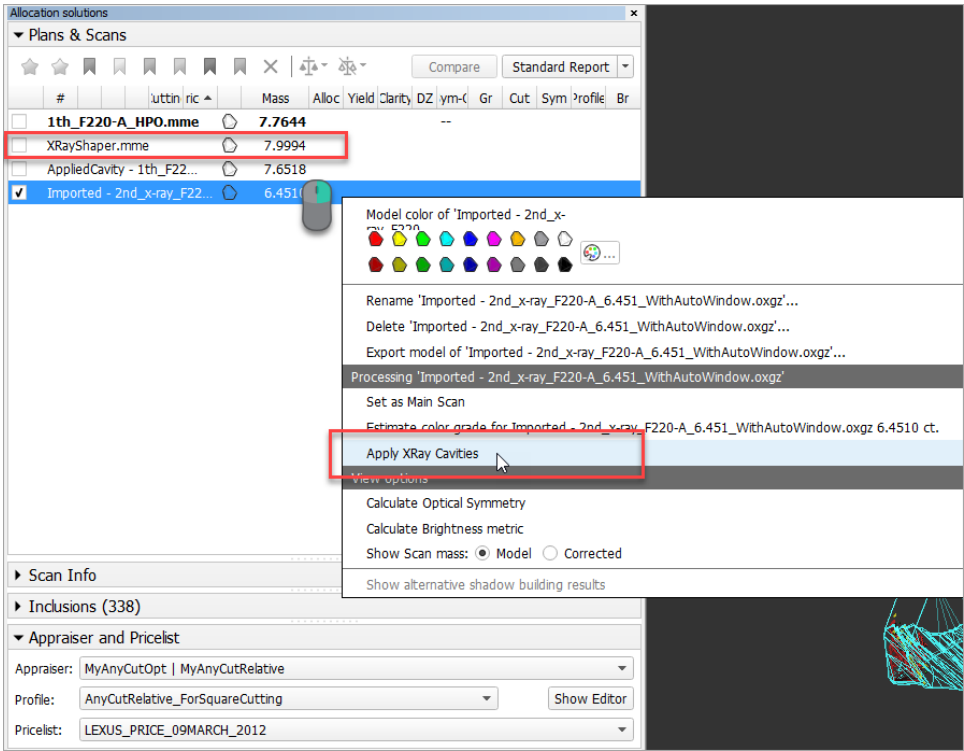 Allocation solutions
Plans & Scans
Compare Standard Report
# Cuttin ric Mass Alloc Yield Clarity DZ ym-( Gr Cut Sym Profile Br
1th_F220-A_HPO.mme 7.7644 --
XRayShaper.mme 7.9994
AppliedCavity - 1th_F22... 7.6518
Imported - 2nd_x-ray_F22... 6.4510
Model color of 'Imported - 2nd_x-
ray_F220
...
Rename 'Imported - 2nd_x-ray_F220-A_6.451_WithAutoWindow.oxgz'...
Delete 'Imported - 2nd_x-ray_F220-A_6.451_WithAutoWindow.oxgz'...
Export model of 'Imported - 2nd_x-ray_F220-A_6.451_WithAutoWindow.oxgz'...
Processing 'Imported - 2nd_x-ray_F220-A_6.451_WithAutoWindow.oxgz'
Set as Main Scan
Estimate color grade for Imported - 2nd_x-ray_F220-A_6.451_WithAutoWindow.oxgz 6.4510 ct.
Apply XRay Cavities
View options
Calculate Optical Symmetry
Calculate Brightness metric
Show Scan mass: Model Corrected
Show alternative shadow building results
Scan Info
Inclusions (338)
Appraiser and Pricelist
Appraiser: MyAnyCutOpt | MyAnyCutRelative
Profile: AnyCutRelative_ForSquareCutting Show Editor
Pricelist: LEXUS_PRICE_09MARCH_2012